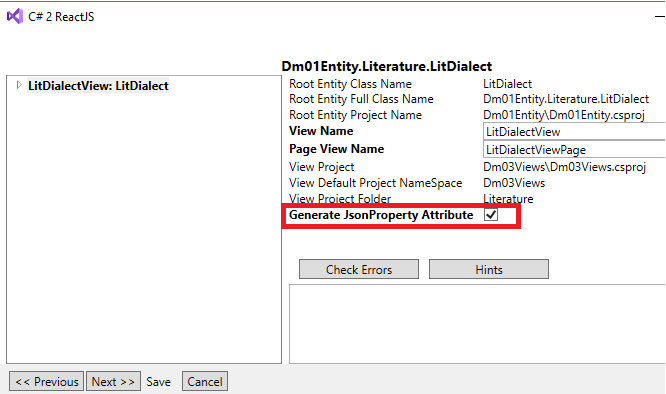 C# 2 ReactJS
Dm01Entity.Literature.LitDialect
LitDialectView: LitDialect
Root Entity Class Name LitDialect
Root Entity Full Class Name Dm01Entity.Literature.LitDialect
Root Entity Project Name Dm01Entity\Dm01Entity.csproj
View Name LitDialectView
Page View Name LitDialectViewPage
View Project Dm03Views\Dm03Views.csproj
View Default Project NameSpace Dm03Views
View Project Folder Literature
Generate JsonProperty Attribute
Check Errors Hints
<< Previous Next >> Save Cancel